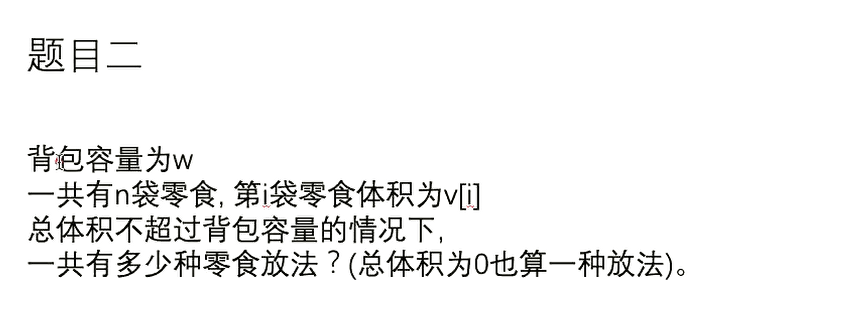 题目二
背包容量为w
一共有n袋零食, 第i袋零食体积为v[i]
总体积不超过背包容量的情况下,
一共有多少种零食放法？(总体积为0也算一种放法)。